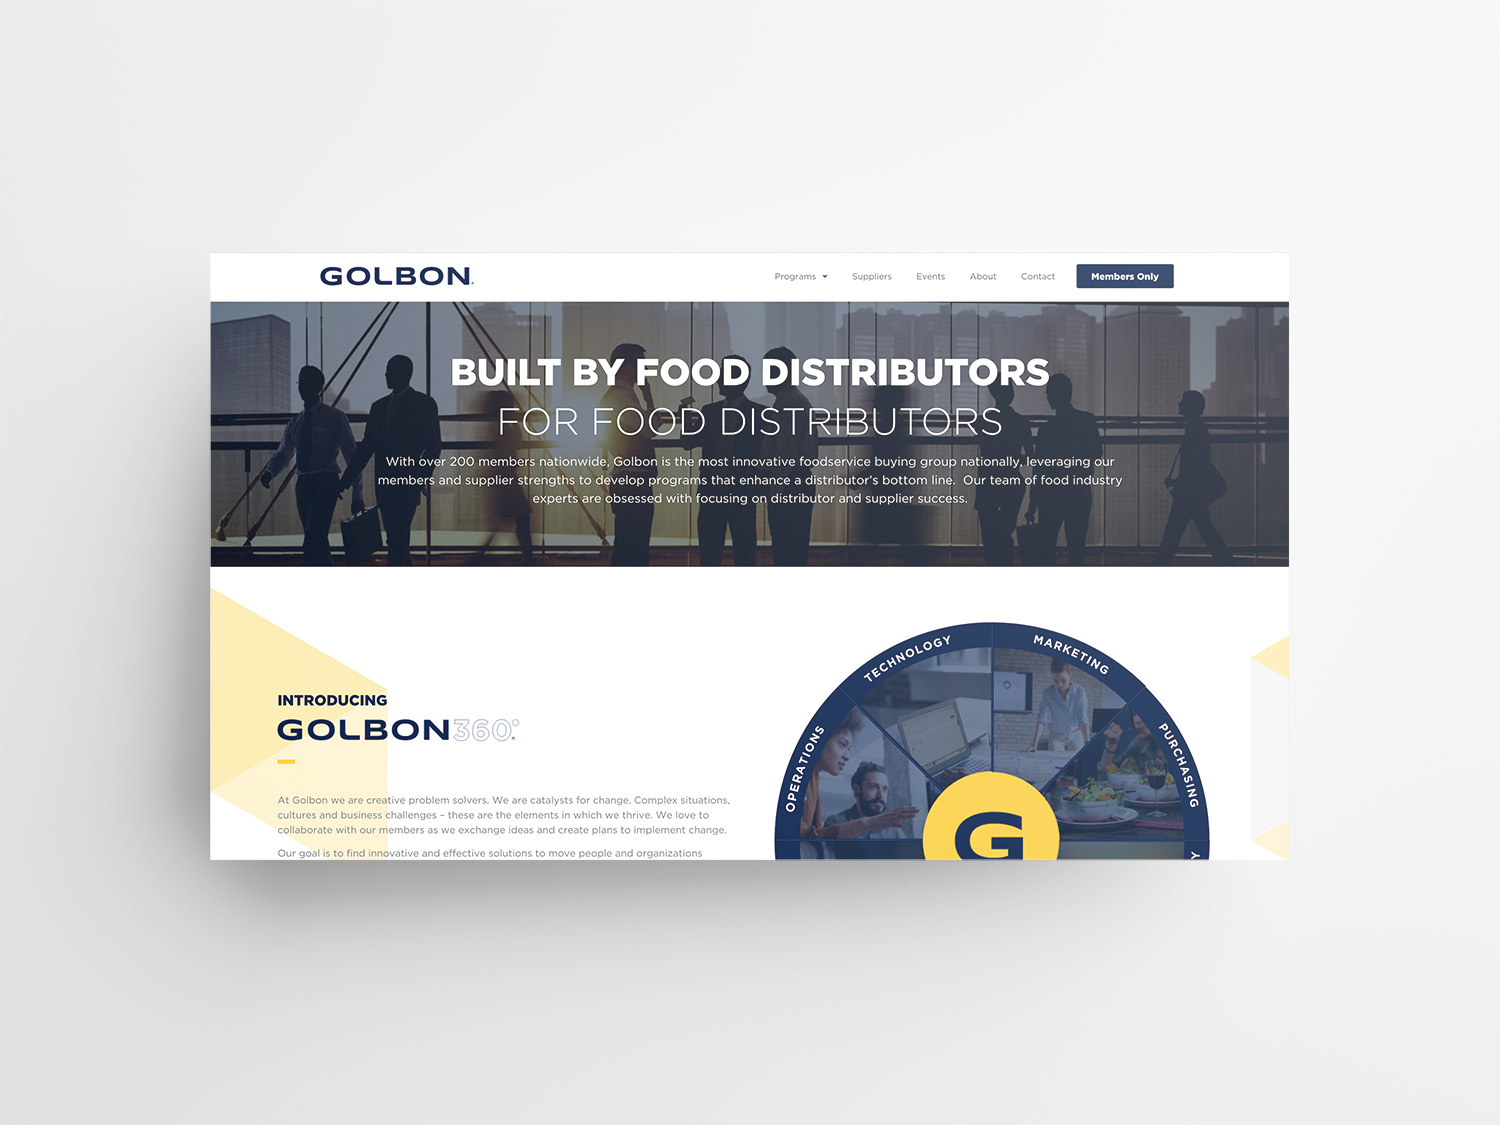 GOLBON
Programs Suppliers Events About Contact Members Only
BUILT BY FOOD DISTRIBUTORS
FOR FOOD DISTRIBUTORS
With over 200 members nationwide, Golbon is the most innovative foodservice buying group nationally, leveraging our
members and supplier strengths to develop programs that enhance a distributor's bottom line. Our team of food industry
experts are obsessed with focusing on distributor and supplier success.
INTRODUCING
GOLBON360°
At Golbon we are creative problem solvers. We are catalysts for change. Complex situations,
cultures and business challenges – these are the elements in which we thrive. We love to
collaborate with our members as we exchange ideas and create plans to implement change.
Our goal is to find innovative and effective solutions to move people and organizations
OPERATIONS
TECHNOLOGY
MARKETING
PURCHASING
Y
G